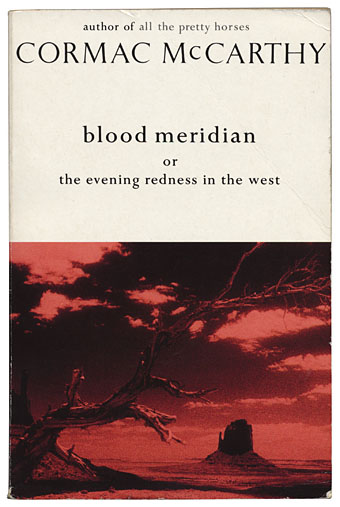 author of all the pretty horses
CORMAC McCARTHY
blood meridian
or
the evening redness in the west